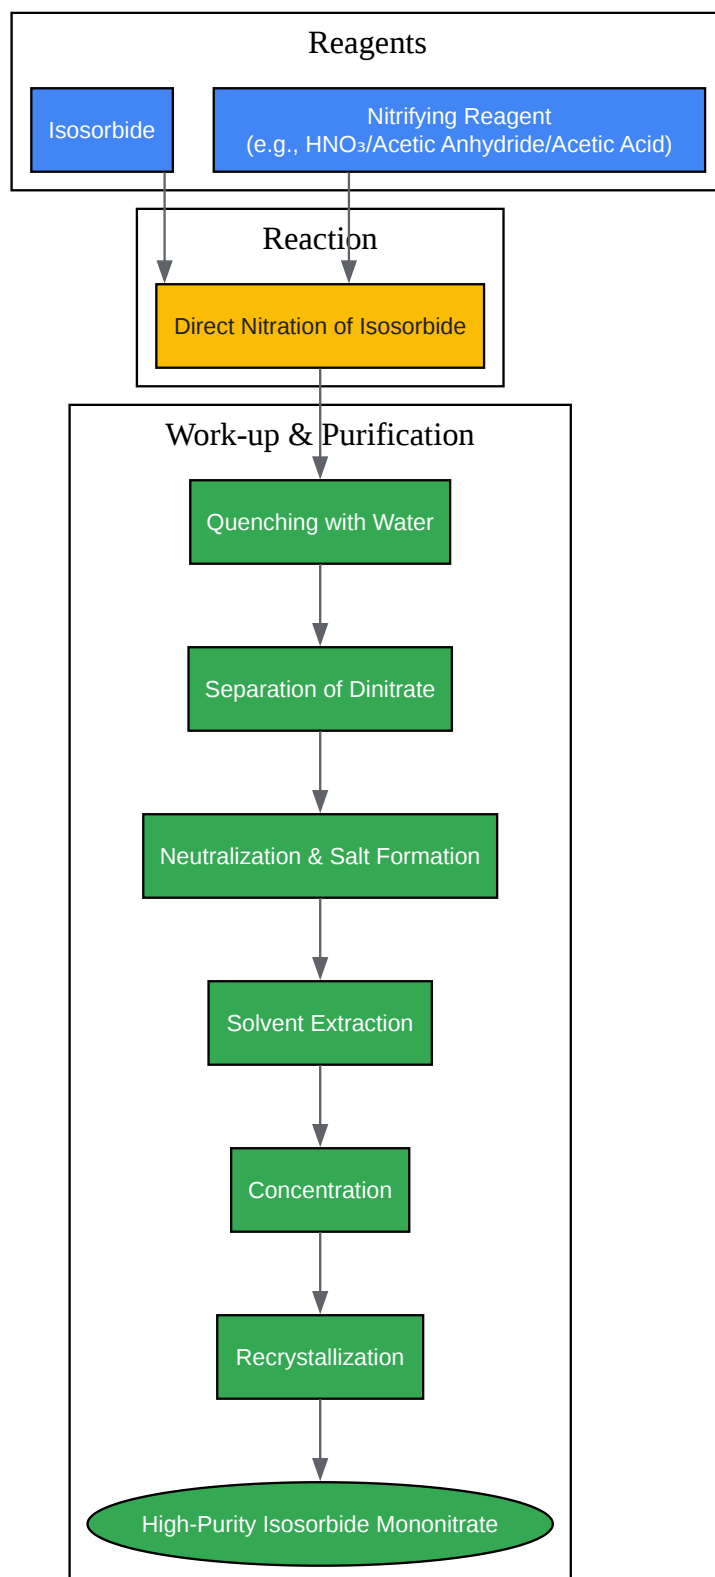 Reagents
Isosorbide
Nitrifying Reagent
(e.g., HNO₃/Acetic Anhydride/Acetic Acid)
Reaction
Direct Nitration of Isosorbide
Work-up & Purification
Quenching with Water
Separation of Dinitrate
Neutralization & Salt Formation
Solvent Extraction
Concentration
Recrystallization
High-Purity Isosorbide Mononitrate